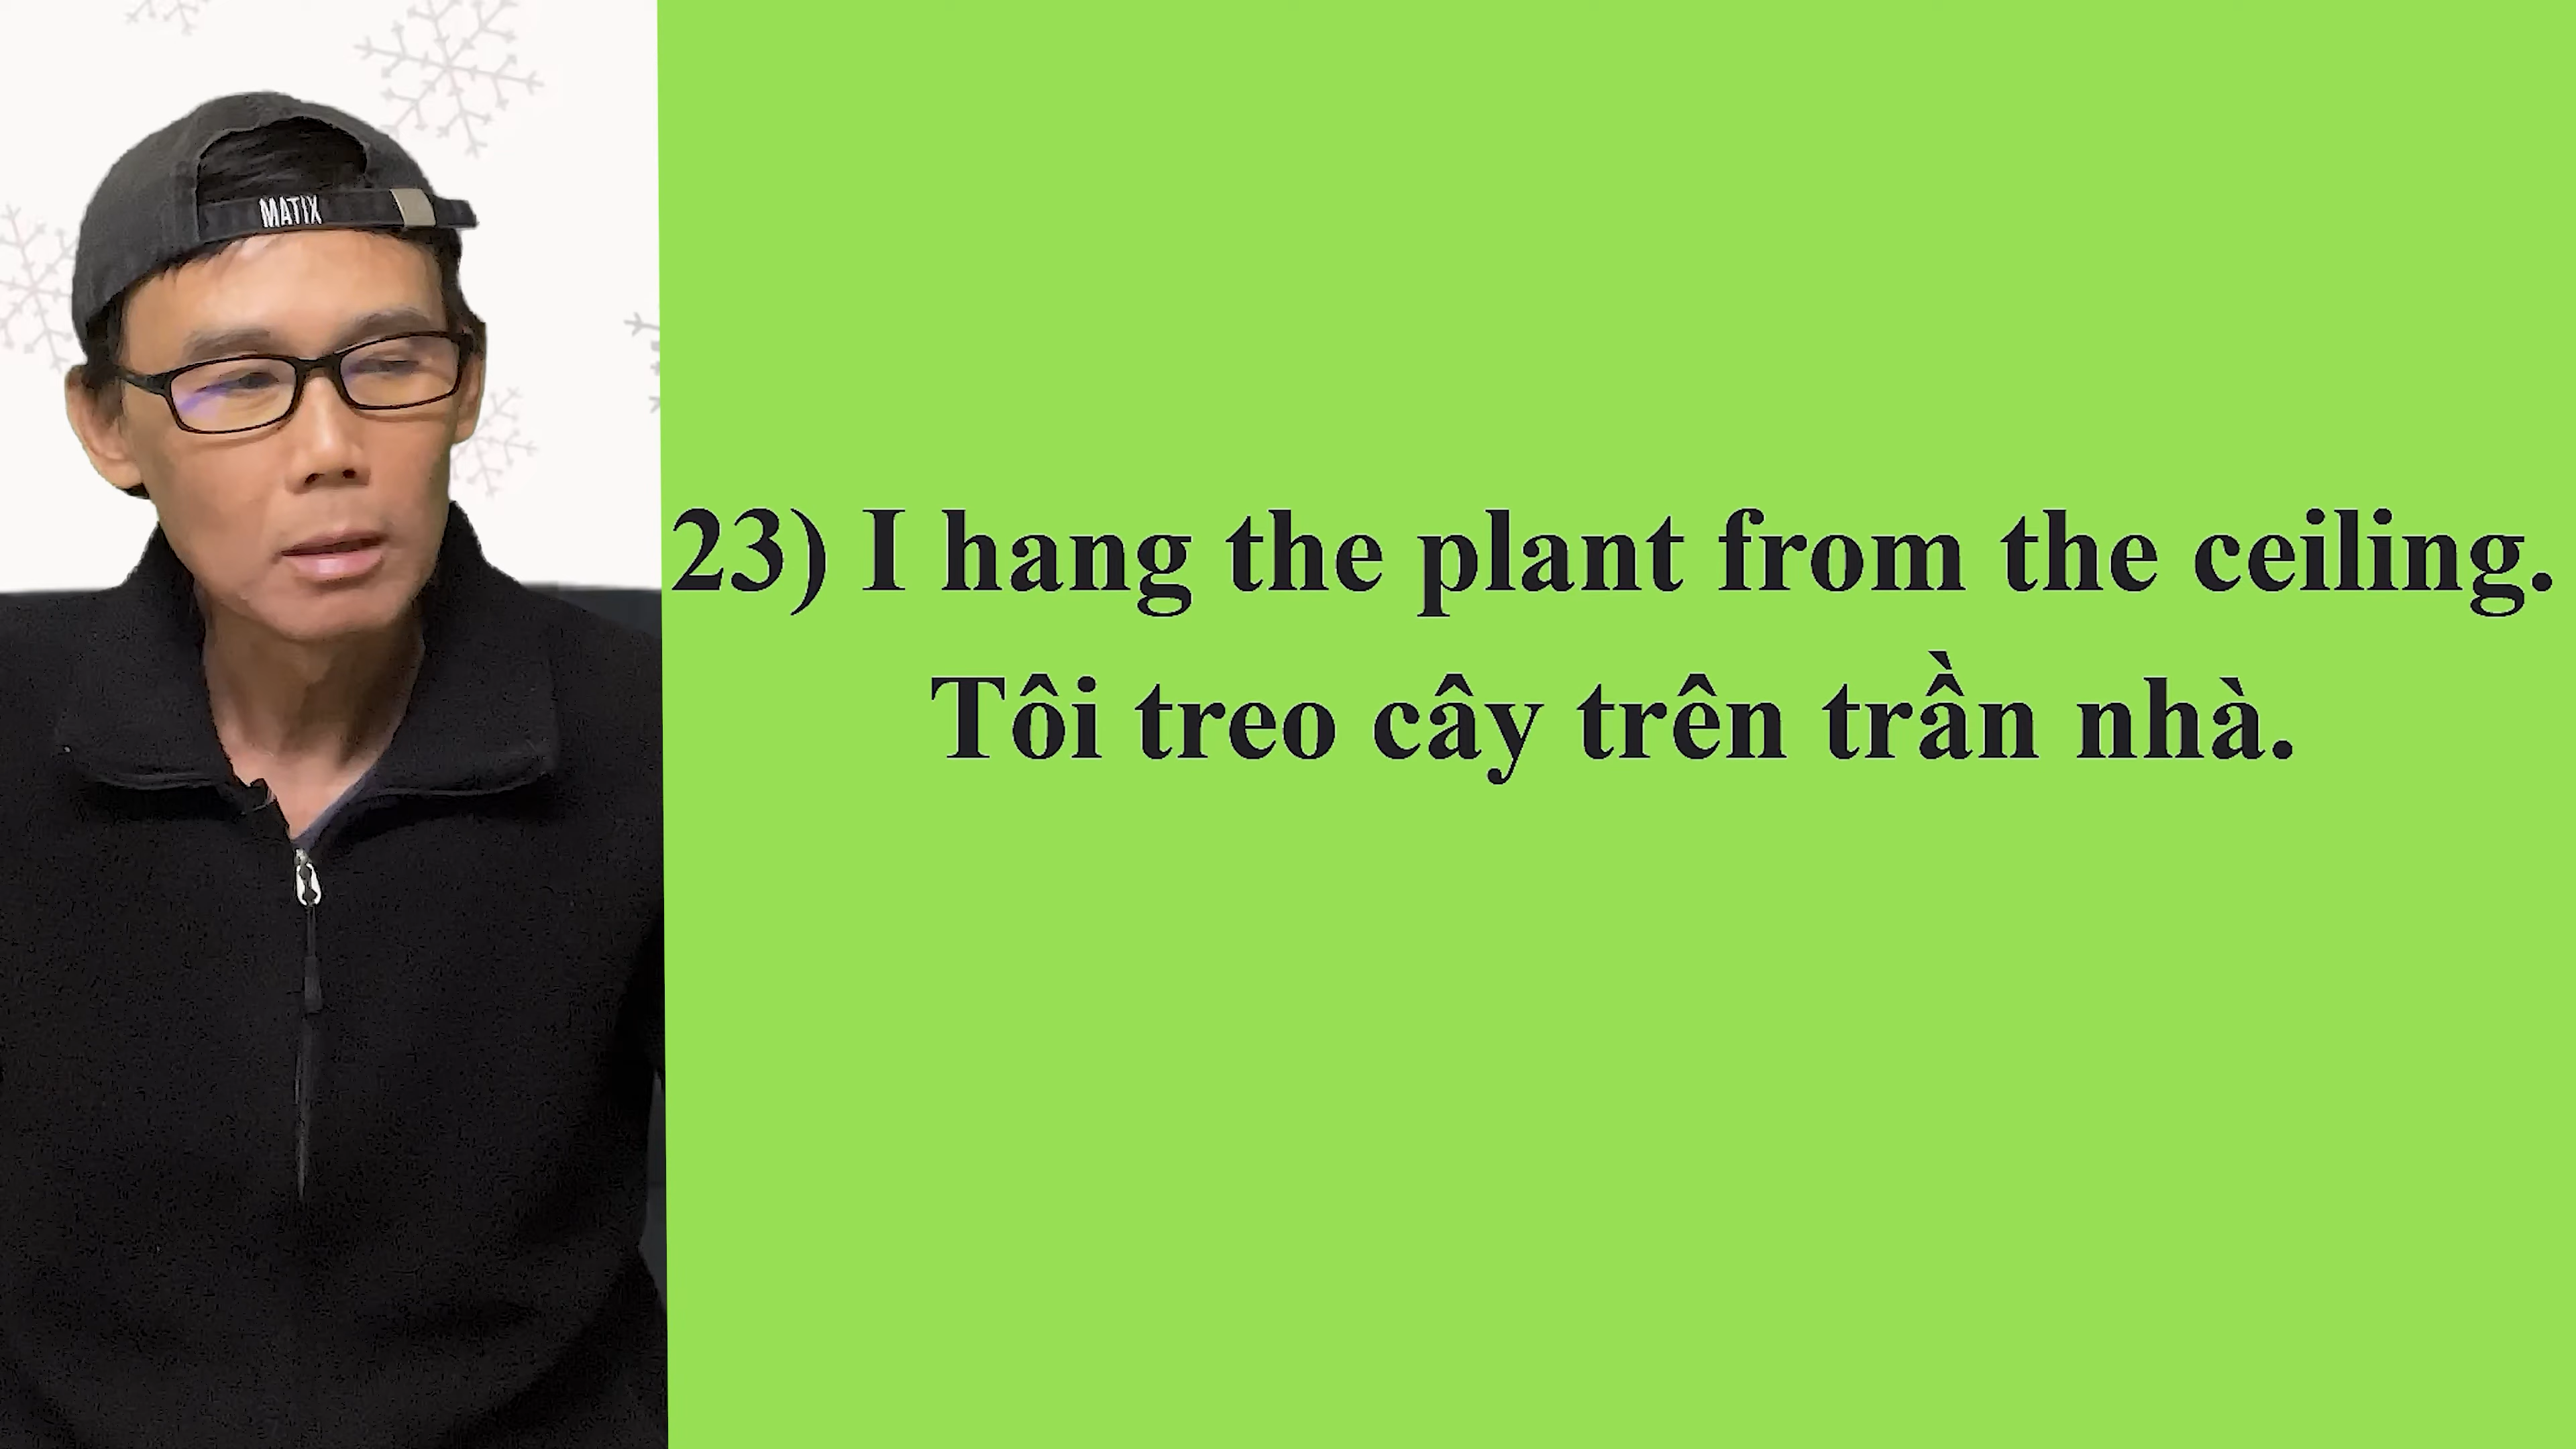 MATIX
23) I hang the plant from the ceiling.
Tôi treo cây trên trần nhà.